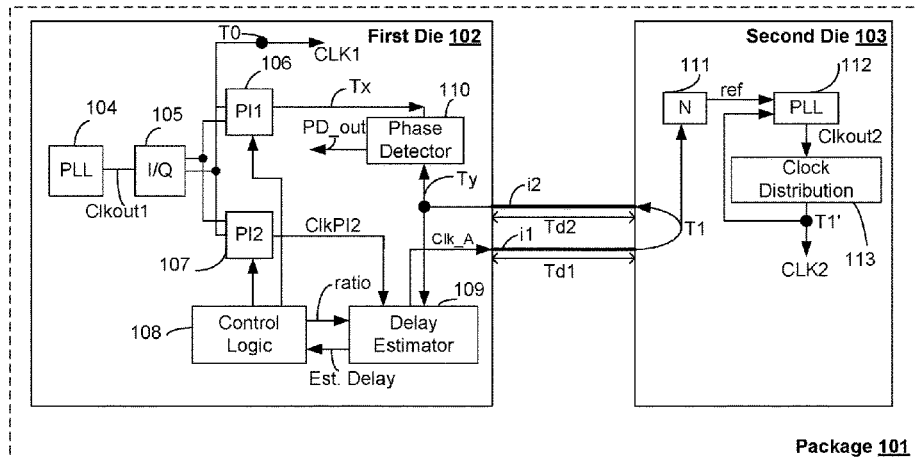 First Die 102
T0
CLK1
106
PI1
Tx
110
104
105
PD_out
Phase
Detector
PLL
I/Q
Clkout1
Ty
PI2
ClkPI2
107
Clk_A
i2
Td2
i1
Td1
T1
ratio
109
108
Control
Logic
Delay
Estimator
Est. Delay
Second Die 103
111
112
N
ref
PLL
Clkout2
Clock
Distribution
T1'
CLK2
113
Package 101